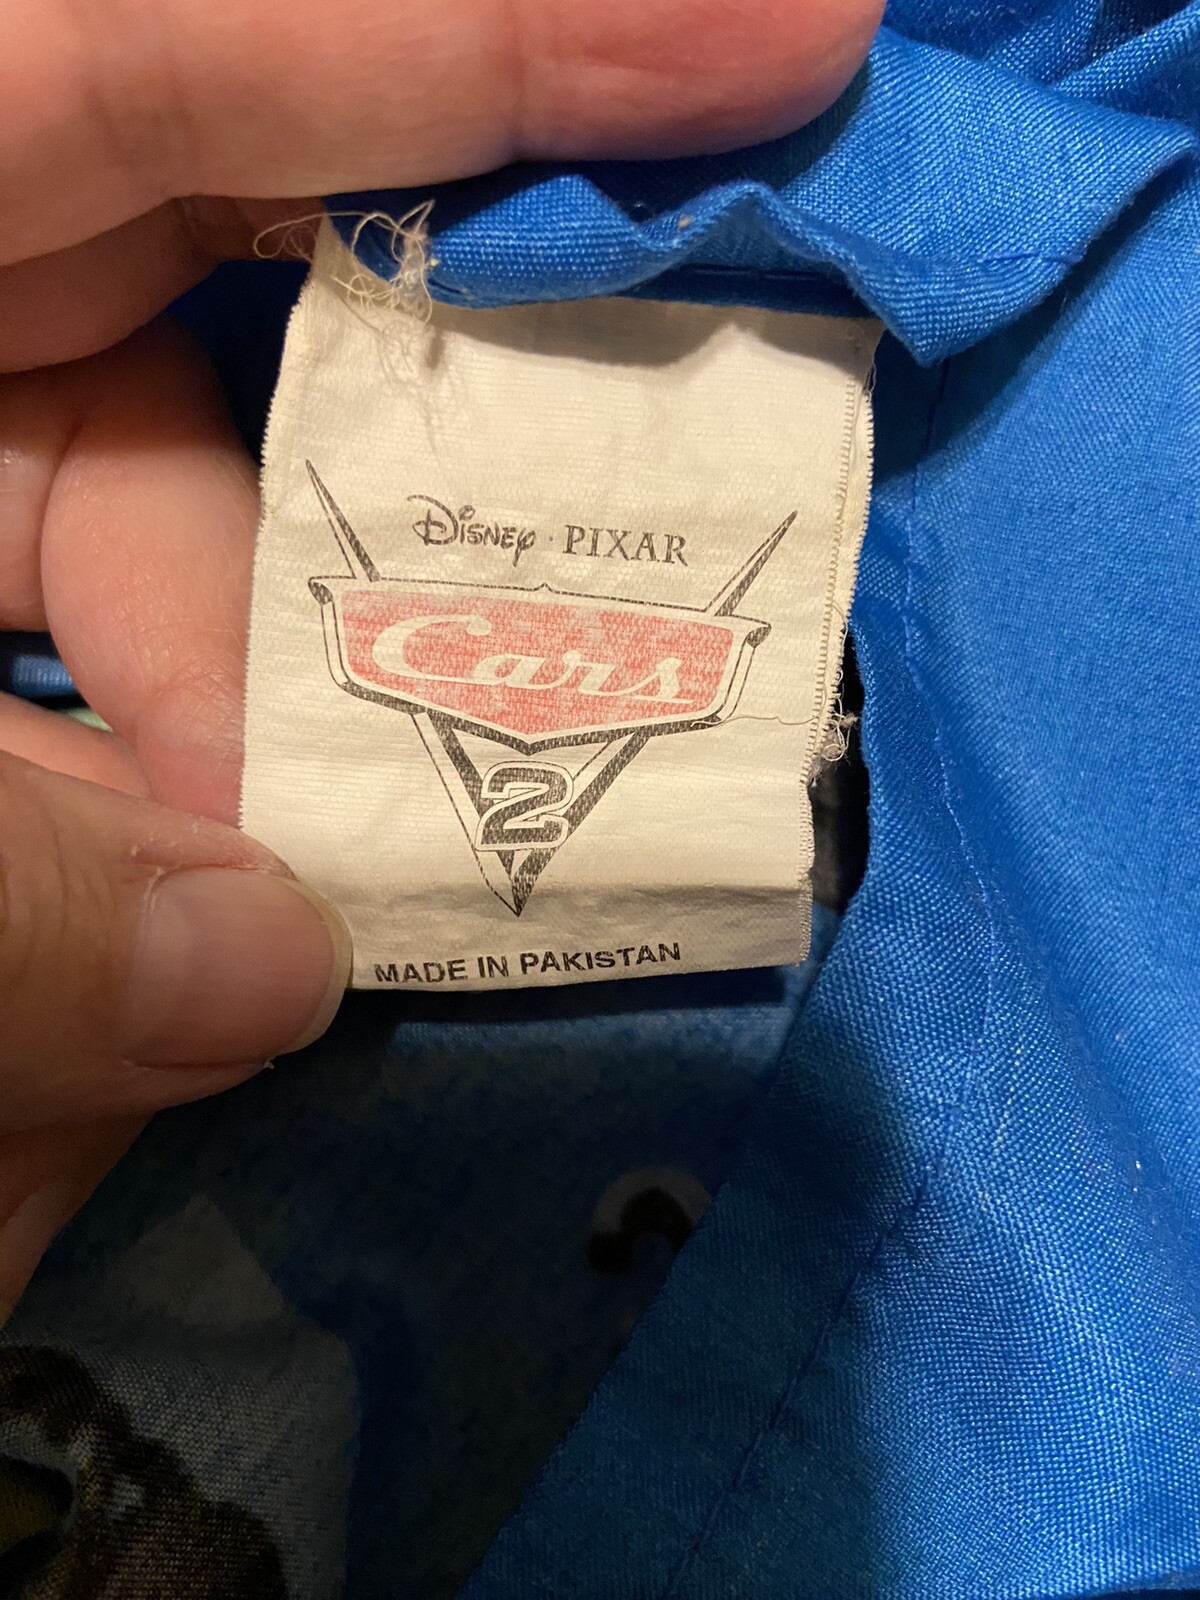 Disney · PIXAR
Cars
2
MADE IN PAKISTAN